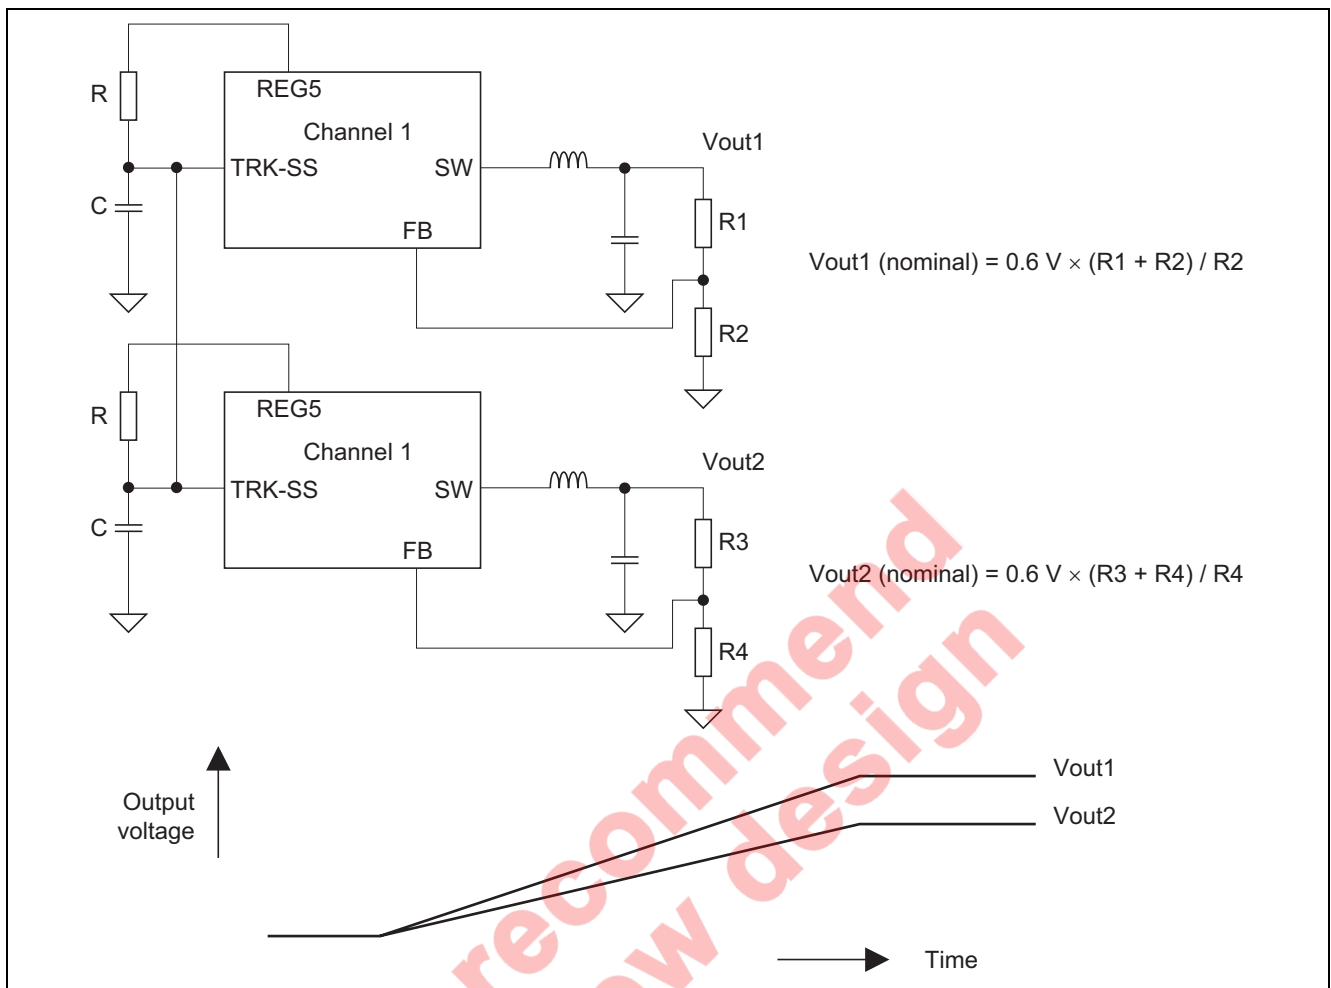 REG5
R
Channel 1
TRK-SS
SW
Vout1
C
FB
R1
Vout1 (nominal) = 0.6 V × (R1 + R2) / R2
R2
REG5
R
Channel 1
TRK-SS
SW
Vout2
C
FB
R3
Vout2 (nominal) = 0.6 V × (R3 + R4) / R4
R4
Output
voltage
Vout1
Vout2
Time
recommend
design